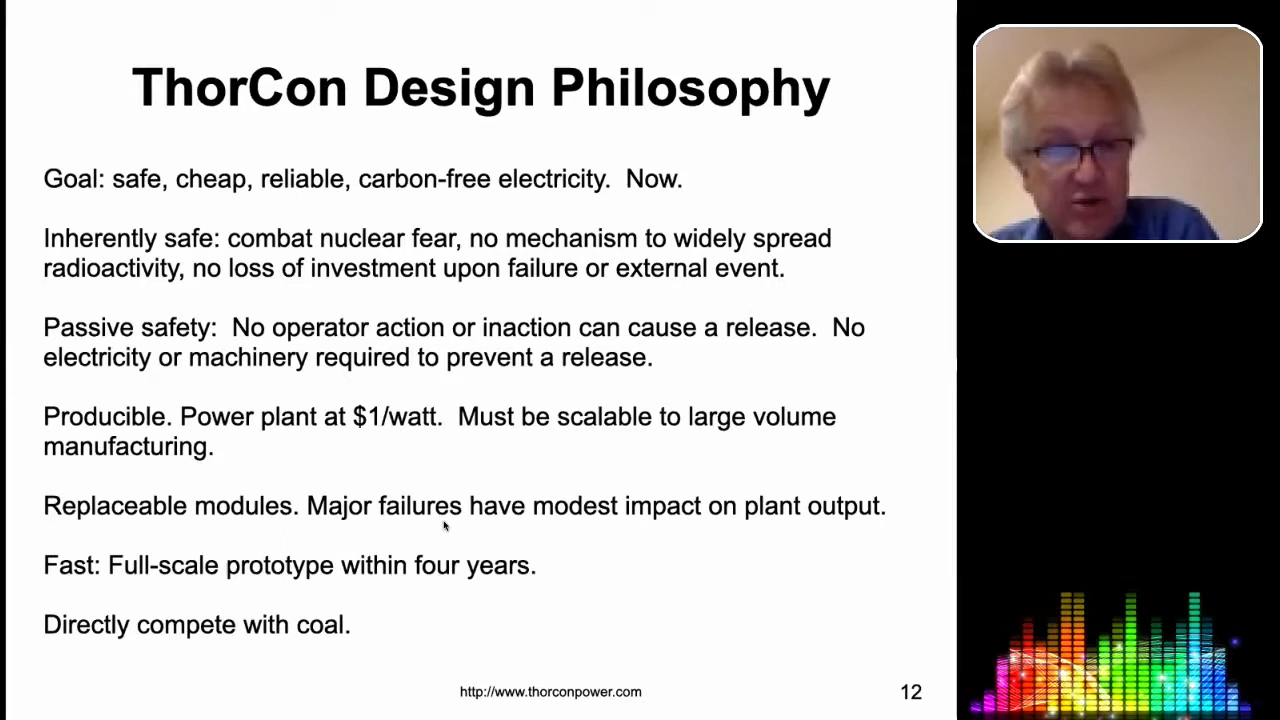 ThorCon Design Philosophy
Goal: safe, cheap, reliable, carbon-free electricity.  Now.
Inherently safe: combat nuclear fear, no mechanism to widely spread
radioactivity, no loss of investment upon failure or external event.
Passive safety:  No operator action or inaction can cause a release.  No
electricity or machinery required to prevent a release.
Producible. Power plant at $1/watt.  Must be scalable to large volume
manufacturing.
Replaceable modules. Major failures have modest impact on plant output.
Fast: Full-scale prototype within four years.
Directly compete with coal.
http://www.thorconpower.com
12